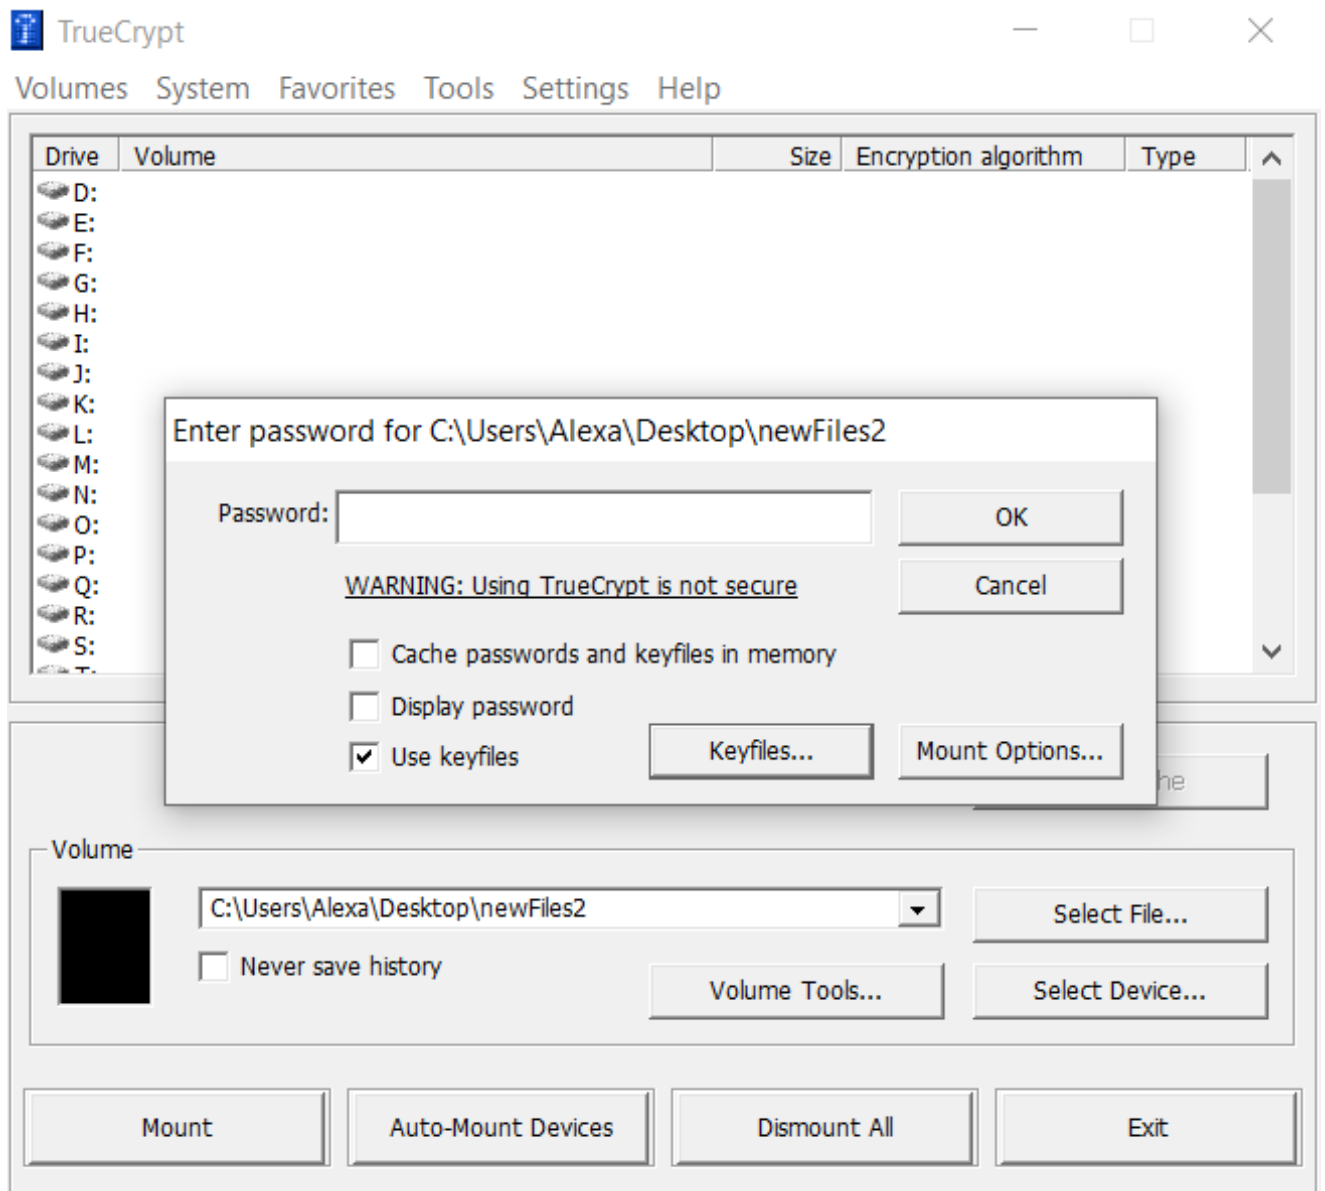 TrueCrypt
Volumes System Favorites Tools Settings Help
Drive Volume Size Encryption algorithm Type
D:
E:
F:
G:
H:
I:
J:
K:
L:
M:
N:
O:
P:
Q:
R:
S:
Enter password for C:\Users\Alexa\Desktop\newFiles2
Password:
OK
WARNING: Using TrueCrypt is not secure
Cancel
Cache passwords and keyfiles in memory
Display password
Use keyfiles
Keyfiles...
Mount Options...
Volume
C:\Users\Alexa\Desktop\newFiles2
Select File...
Never save history
Volume Tools...
Select Device...
Mount
Auto-Mount Devices
Dismount All
Exit